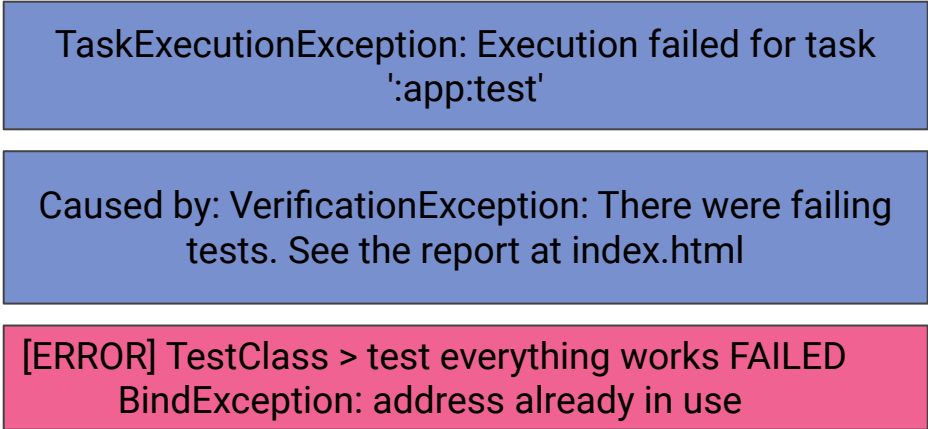 TaskExecutionException: Execution failed for task
':app:test'
Caused by: VerificationException: There were failing
tests. See the report at index.html
[ERROR] TestClass > test everything works FAILED
BindException: address already in use